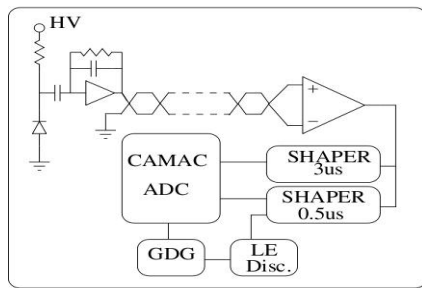 HV
+
−
CAMAC
ADC
SHAPER
3us
SHAPER
0.5us
GDG
LE
Disc.